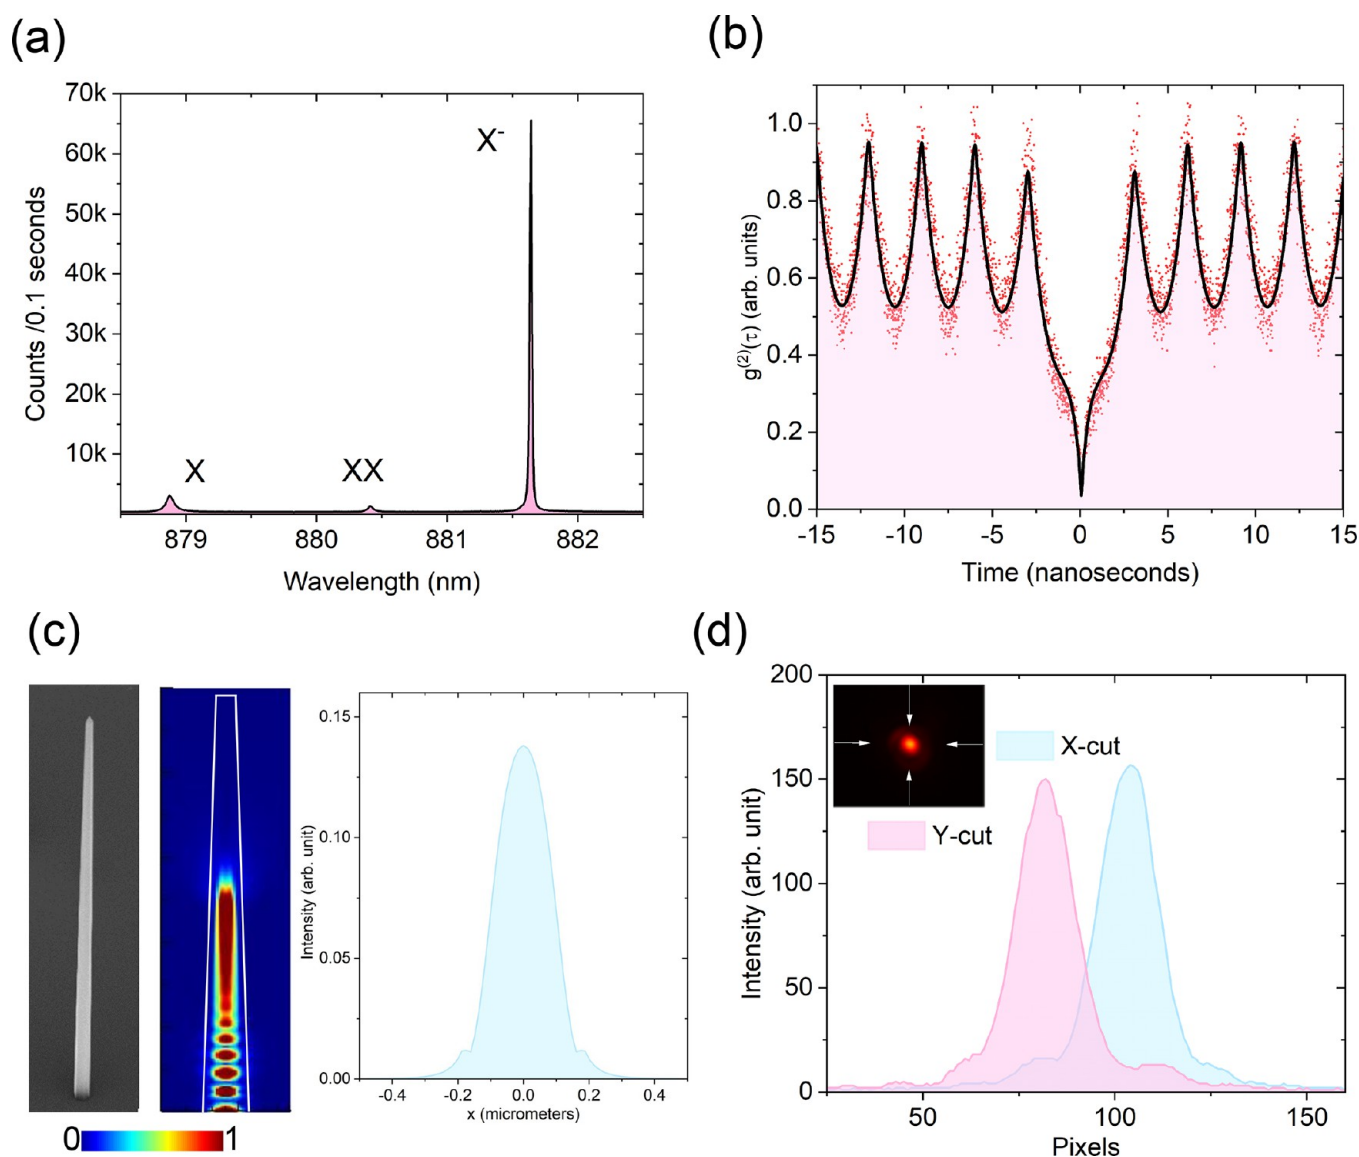 (a)
70k
60k
50k
40k
30k
20k
10k
Counts /0.1 seconds
X
XX
X⁻
879
880
881
882
Wavelength (nm)
(b)
1.0
0.8
0.6
0.4
0.2
0.0
g⁽²⁾(τ) (arb. units)
-15
-10
-5
0
5
10
15
Time (nanoseconds)
(c)
0
1
0.15
0.10
0.05
0.00
Intensity (arb. unit)
-0.4
-0.2
0.0
0.2
0.4
x (micrometers)
(d)
200
150
100
50
0
Intensity (arb. unit)
X-cut
Y-cut
50
100
150
Pixels